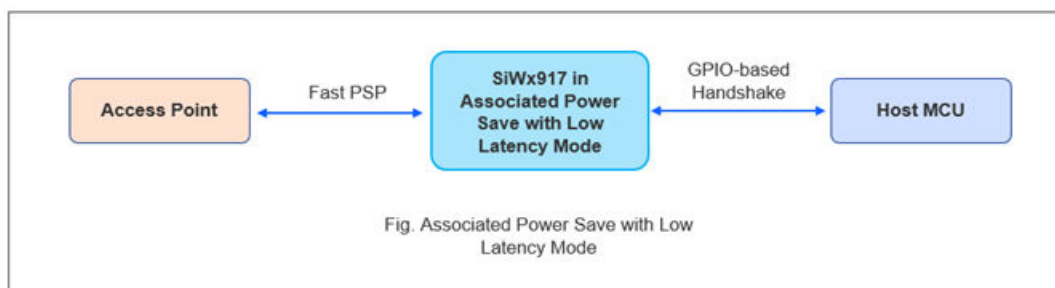 Access Point
Fast PSP
SiWx917 in
Associated Power
Save with Low
Latency Mode
GPIO-based
Handshake
Host MCU
Fig. Associated Power Save with Low
Latency Mode